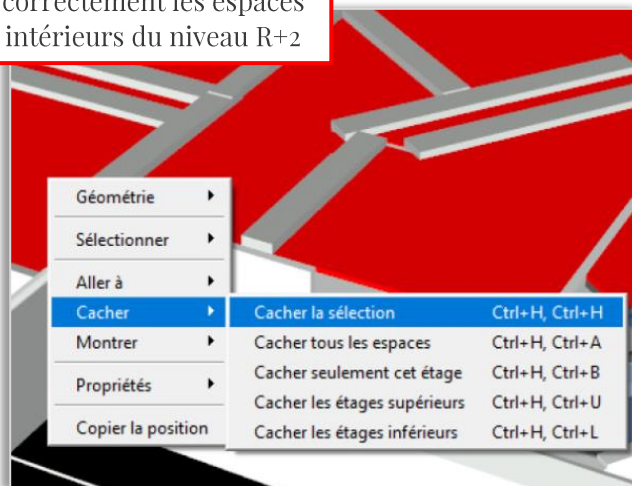 correctement les espaces
intérieurs du niveau R+2
Géométrie
Sélectionner
Aller à
Cacher
Montrer
Propriétés
Copier la position
Cacher la sélection Ctrl+H, Ctrl+H
Cacher tous les espaces Ctrl+H, Ctrl+A
Cacher seulement cet étage Ctrl+H, Ctrl+B
Cacher les étages supérieurs Ctrl+H, Ctrl+U
Cacher les étages inférieurs Ctrl+H, Ctrl+L